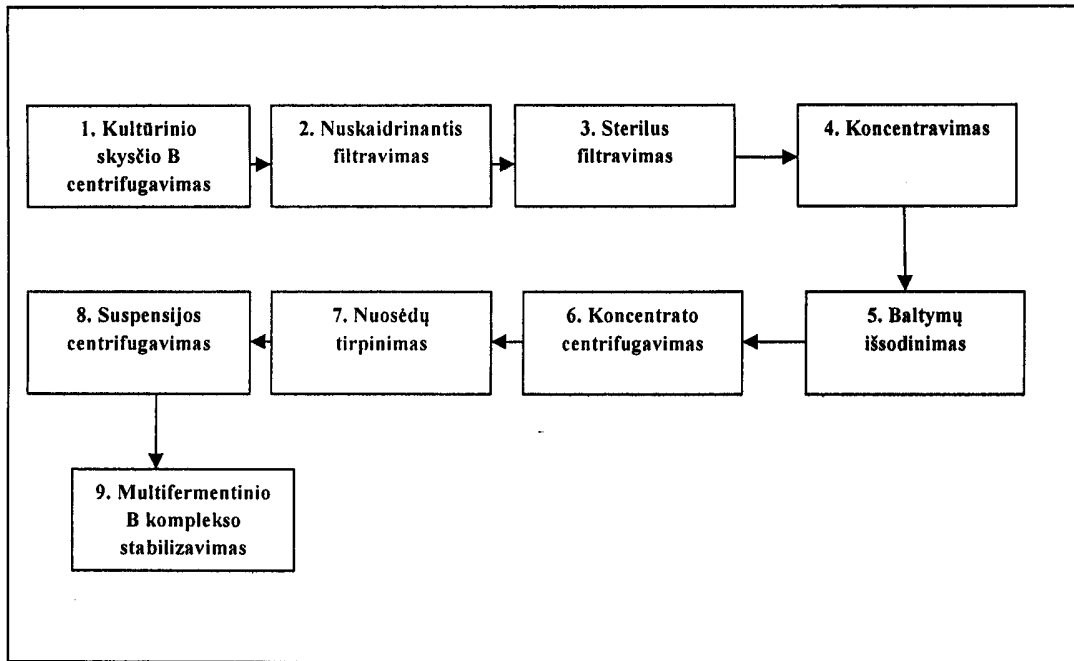 1. Kultūrinio
skysčio B
centrifugavimas
2. Nuskaidrinantis
filtravimas
3. Sterilus
filtravimas
4. Koncentravimas
5. Baltymų
išsodinimas
6. Koncentrato
centrifugavimas
7. Nuosėdų
tirpinimas
8. Suspensijos
centrifugavimas
9. Multifermentinio
B komplekso
stabilizavimas